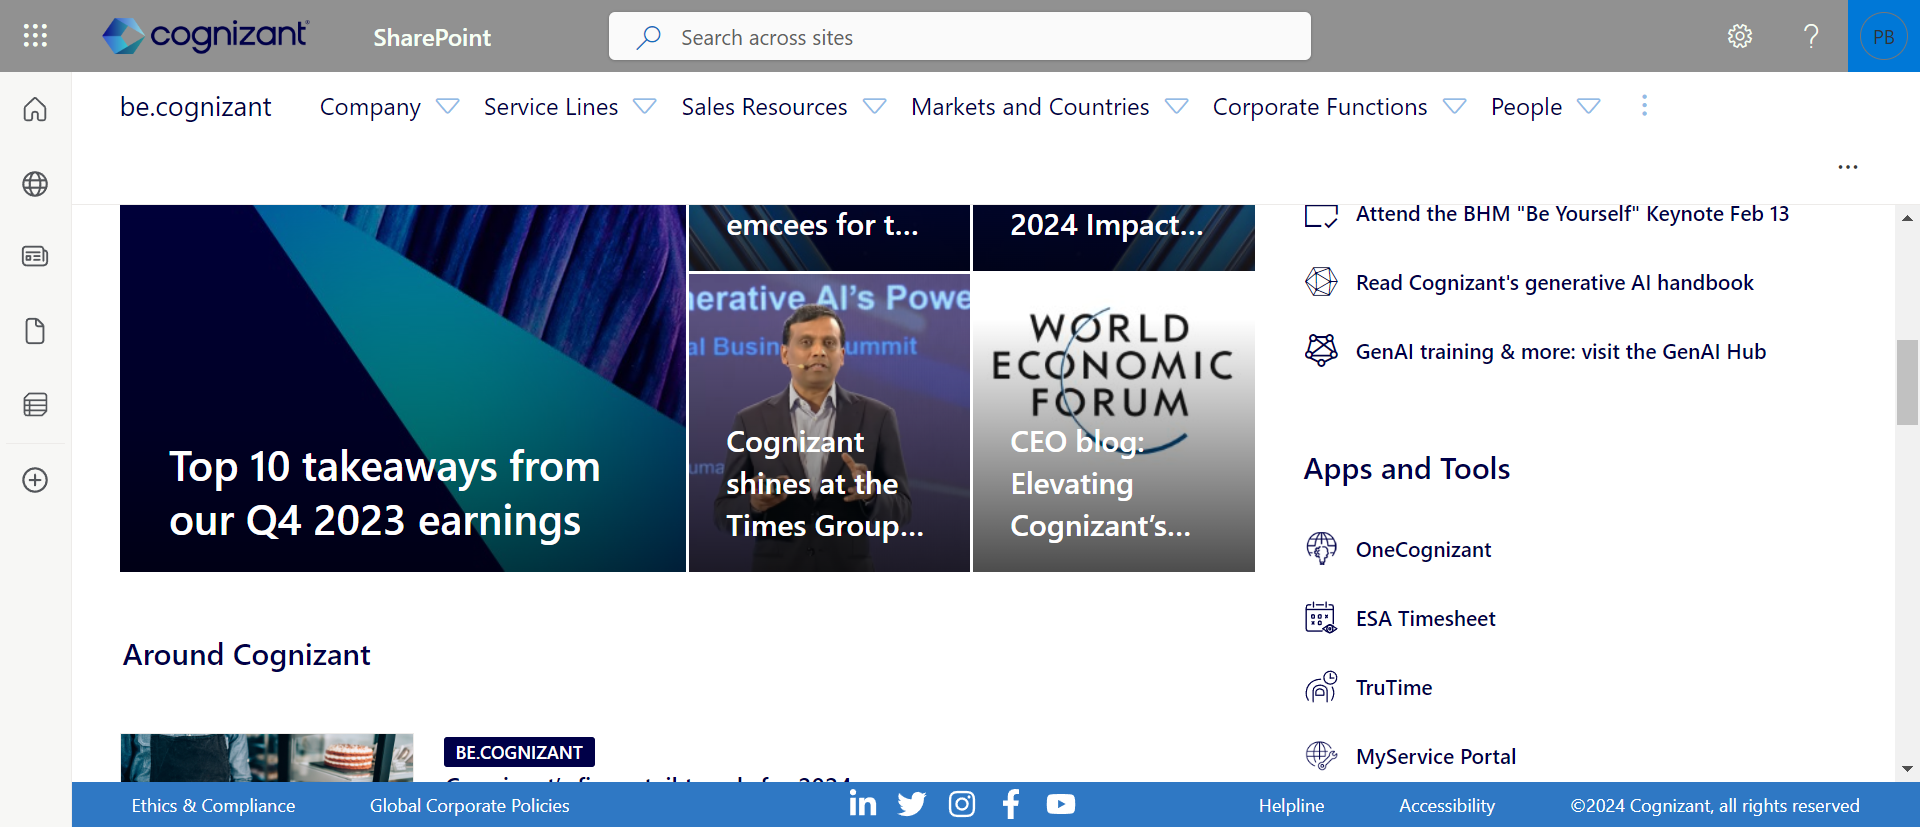 cognizant
SharePoint
Search across sites
PB
be.cognizant
Company
Service Lines
Sales Resources
Markets and Countries
Corporate Functions
People
emcees for t...
2024 Impact...
Attend the BHM "Be Yourself" Keynote Feb 13
Read Cognizant's generative AI handbook
GenAI training & more: visit the GenAI Hub
Top 10 takeaways from
our Q4 2023 earnings
nerative AI's Powe
al Busin
ummit
Cognizant
shines at the
Times Group...
WORLD
ECONOMIC
FORUM
CEO blog:
Elevating
Cognizant's...
Apps and Tools
OneCognizant
ESA Timesheet
TruTime
MyService Portal
Around Cognizant
BE.COGNIZANT
Ethics & Compliance
Global Corporate Policies
Helpline
Accessibility
©2024 Cognizant, all rights reserved